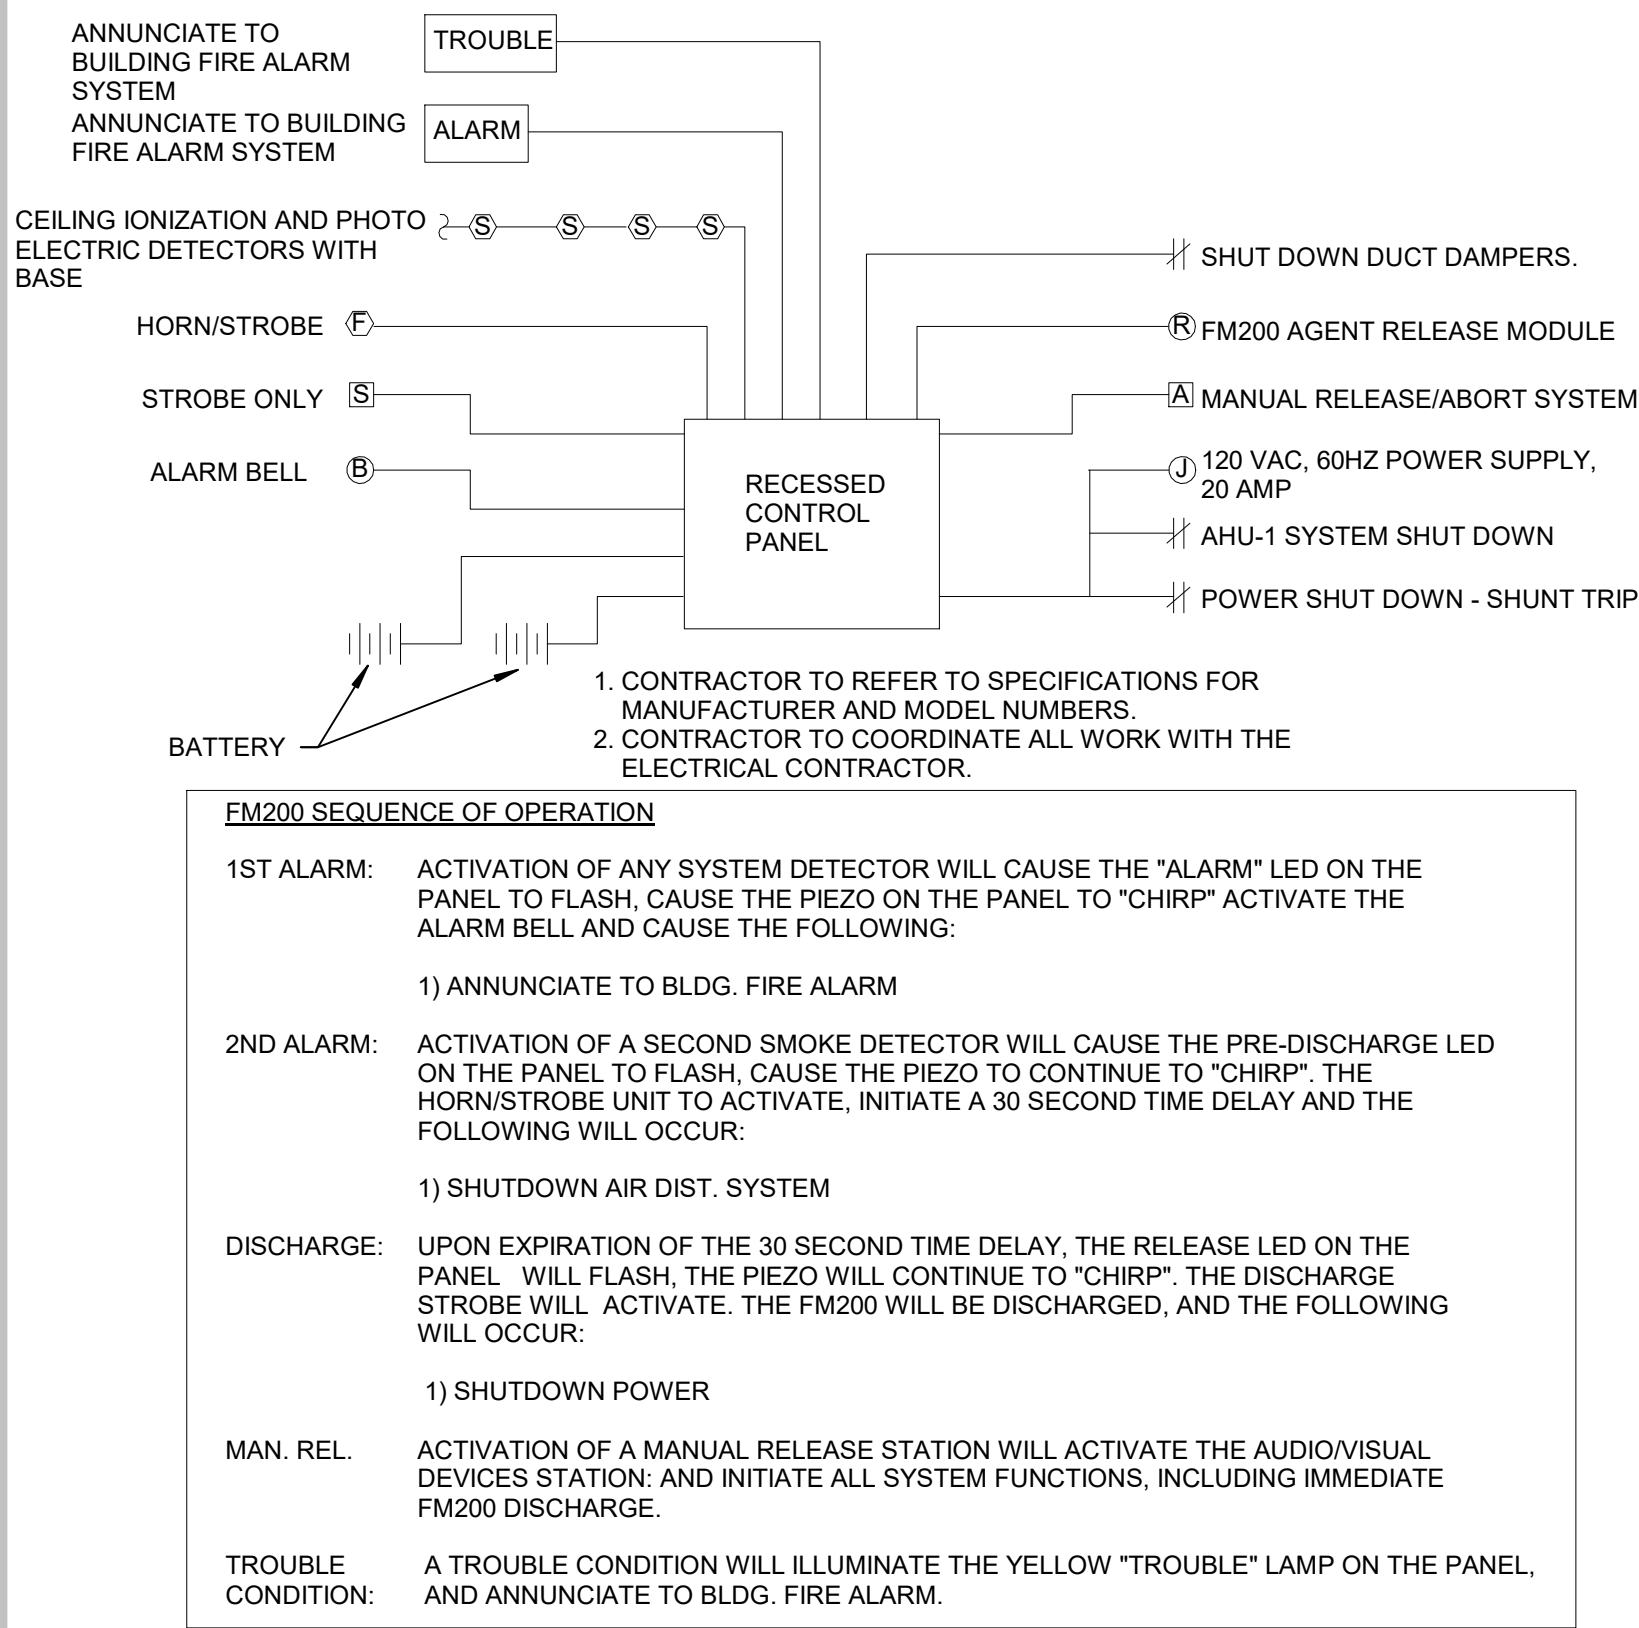 ANNUNCIATE TO
BUILDING FIRE ALARM
SYSTEM
TROUBLE
ANNUNCIATE TO BUILDING
FIRE ALARM SYSTEM
ALARM
CEILING IONIZATION AND PHOTO
ELECTRIC DETECTORS WITH
BASE
S S S S
HORN/STROBE F
STROBE ONLY S
ALARM BELL B
SHUT DOWN DUCT DAMPERS.
R FM200 AGENT RELEASE MODULE
A MANUAL RELEASE/ABORT SYSTEM
J 120 VAC, 60HZ POWER SUPPLY,
20 AMP
AHU-1 SYSTEM SHUT DOWN
POWER SHUT DOWN - SHUNT TRIP
RECESSED
CONTROL
PANEL
BATTERY
1. CONTRACTOR TO REFER TO SPECIFICATIONS FOR
MANUFACTURER AND MODEL NUMBERS.
2. CONTRACTOR TO COORDINATE ALL WORK WITH THE
ELECTRICAL CONTRACTOR.
FM200 SEQUENCE OF OPERATION
1ST ALARM: ACTIVATION OF ANY SYSTEM DETECTOR WILL CAUSE THE "ALARM" LED ON THE
PANEL TO FLASH, CAUSE THE PIEZO ON THE PANEL TO "CHIRP" ACTIVATE THE
ALARM BELL AND CAUSE THE FOLLOWING:
1) ANNUNCIATE TO BLDG. FIRE ALARM
2ND ALARM: ACTIVATION OF A SECOND SMOKE DETECTOR WILL CAUSE THE PRE-DISCHARGE LED
ON THE PANEL TO FLASH, CAUSE THE PIEZO TO CONTINUE TO "CHIRP". THE
HORN/STROBE UNIT TO ACTIVATE, INITIATE A 30 SECOND TIME DELAY AND THE
FOLLOWING WILL OCCUR:
1) SHUTDOWN AIR DIST. SYSTEM
DISCHARGE: UPON EXPIRATION OF THE 30 SECOND TIME DELAY, THE RELEASE LED ON THE
PANEL WILL FLASH, THE PIEZO WILL CONTINUE TO "CHIRP". THE DISCHARGE
STROBE WILL ACTIVATE. THE FM200 WILL BE DISCHARGED, AND THE FOLLOWING
WILL OCCUR:
1) SHUTDOWN POWER
MAN. REL. ACTIVATION OF A MANUAL RELEASE STATION WILL ACTIVATE THE AUDIO/VISUAL
DEVICES STATION: AND INITIATE ALL SYSTEM FUNCTIONS, INCLUDING IMMEDIATE
FM200 DISCHARGE.
TROUBLE A TROUBLE CONDITION WILL ILLUMINATE THE YELLOW "TROUBLE" LAMP ON THE PANEL,
CONDITION: AND ANNUNCIATE TO BLDG. FIRE ALARM.